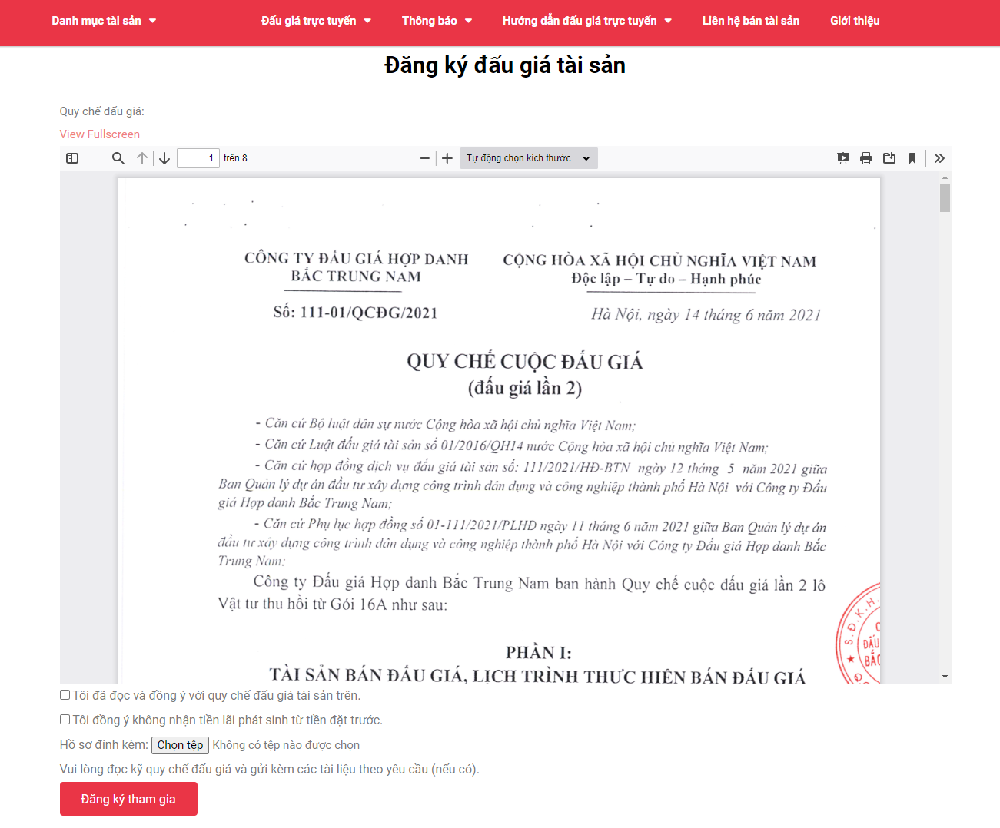 Danh mục tài sản Đấu giá trực tuyến Thông báo Hướng dẫn đấu giá trực tuyến Liên hệ bán tài sản Giới thiệu
Đăng ký đấu giá tài sản
Quy chế đấu giá:
View Fullscreen
1 trên 8 Tự động chọn kích thước
CÔNG TY ĐẤU GIÁ HỢP DANH
BẮC TRUNG NAM
Số: 111-01/QCĐG/2021
CỘNG HÒA XÃ HỘI CHỦ NGHĨA VIỆT NAM
Độc lập – Tự do – Hạnh phúc
Hà Nội, ngày 14 tháng 6 năm 2021
QUY CHẾ CUỘC ĐẤU GIÁ
(đấu giá lần 2)
- Căn cứ Bộ luật dân sự nước Cộng hòa xã hội chủ nghĩa Việt Nam;
- Căn cứ Luật đấu giá tài sản số 01/2016/QH14 nước Cộng hòa xã hội chủ nghĩa Việt Nam;
- Căn cứ hợp đồng dịch vụ đấu giá tài sản số: 111/2021/HĐ-BTN ngày 12 tháng 5 năm 2021 giữa
Ban Quản lý dự án đầu tư xây dựng công trình dân dụng và công nghiệp thành phố Hà Nội với Công ty Đấu
giá Hợp danh Bắc Trung Nam;
- Căn cứ Phụ lục hợp đồng số 01-111/2021/PLHĐ ngày 11 tháng 6 năm 2021 giữa Ban Quản lý dự án
đầu tư xây dựng công trình dân dụng và công nghiệp thành phố Hà Nội với Công ty Đấu giá Hợp danh Bắc
Trung Nam;
Công ty Đấu giá Hợp danh Bắc Trung Nam ban hành Quy chế cuộc đấu giá lần 2 lô
Vật tư thu hồi từ Gói 16A như sau:
S.Đ.K.H.
ĐẤU
BẮC
PHẦN I:
TÀI SẢN BÁN ĐẤU GIÁ, LỊCH TRÌNH THỰC HIỆN BÁN ĐẤU GIÁ
Tôi đã đọc và đồng ý với quy chế đấu giá tài sản trên.
Tôi đồng ý không nhận tiền lãi phát sinh từ tiền đặt trước.
Hồ sơ đính kèm: Chọn tệp Không có tệp nào được chọn
Vui lòng đọc kỹ quy chế đấu giá và gửi kèm các tài liệu theo yêu cầu (nếu có).
Đăng ký tham gia